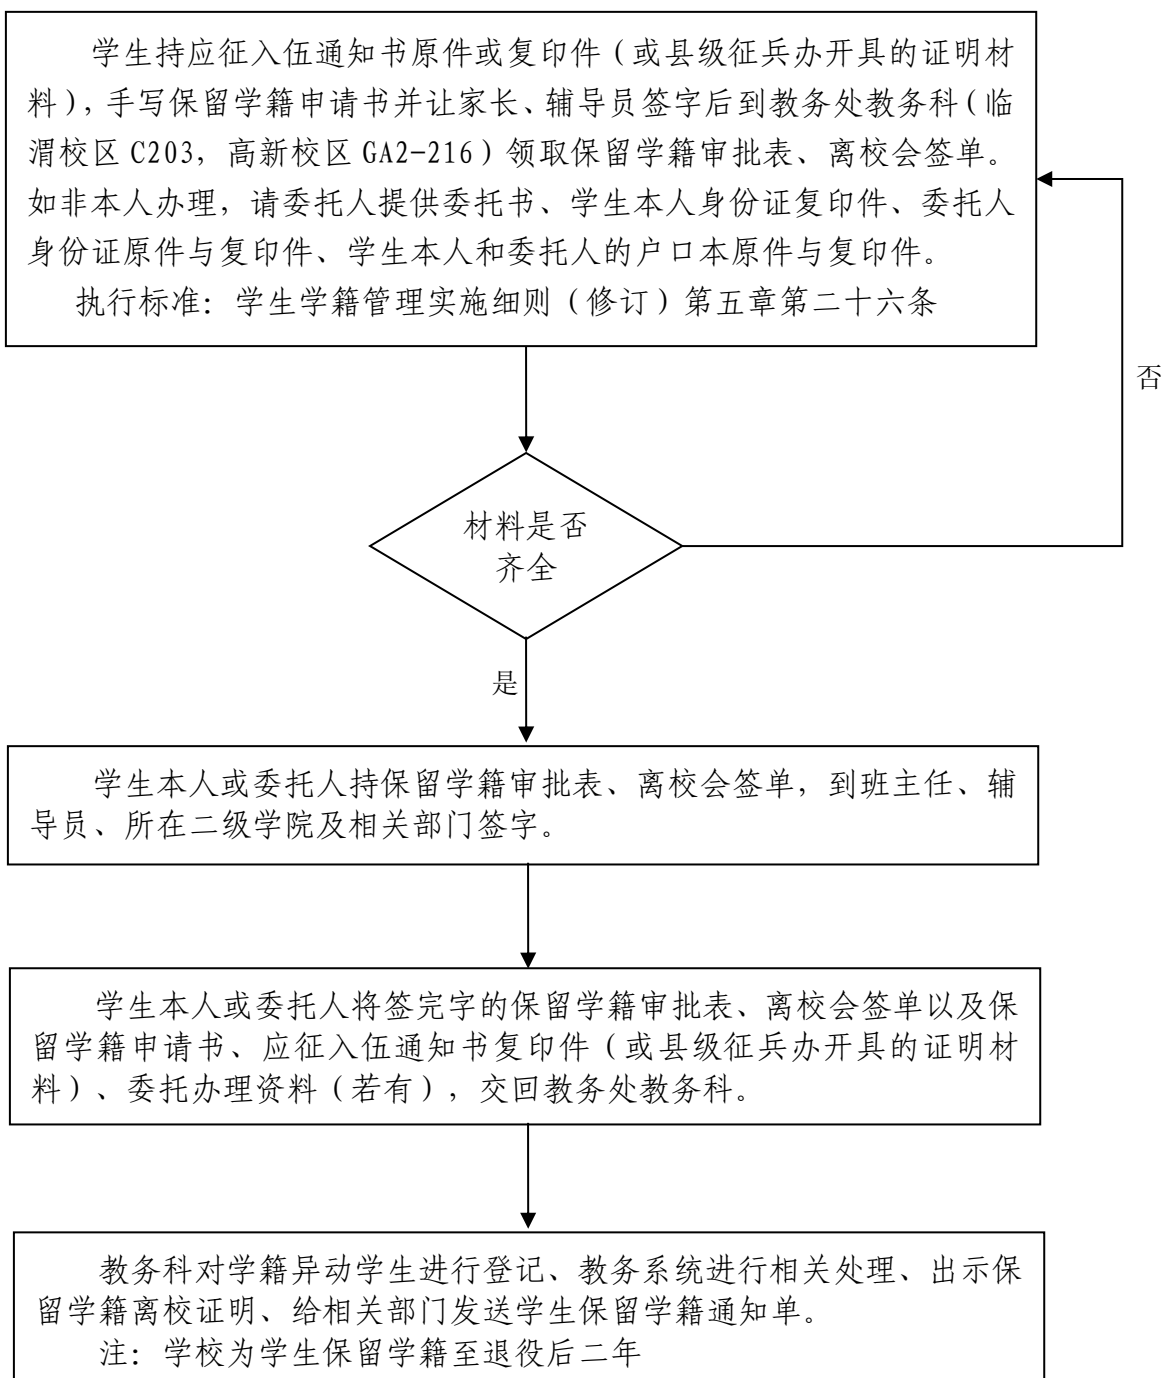 学生持应征入伍通知书原件或复印件（或县级征兵办开具的证明材
料），手写保留学籍申请书并让家长、辅导员签字后到教务处教务科（临
渭校区 C203，高新校区 GA2-216）领取保留学籍审批表、离校会签单。
如非本人办理，请委托人提供委托书、学生本人身份证复印件、委托人
身份证原件与复印件、学生本人和委托人的户口本原件与复印件。
执行标准：学生学籍管理实施细则（修订）第五章第二十六条
否
材料是否
齐全
是
学生本人或委托人持保留学籍审批表、离校会签单，到班主任、辅
导员、所在二级学院及相关部门签字。
学生本人或委托人将签完字的保留学籍审批表、离校会签单以及保
留学籍申请书、应征入伍通知书复印件（或县级征兵办开具的证明材
料）、委托办理资料（若有），交回教务处教务科。
教务科对学籍异动学生进行登记、教务系统进行相关处理、出示保
留学籍离校证明、给相关部门发送学生保留学籍通知单。
注：学校为学生保留学籍至退役后二年